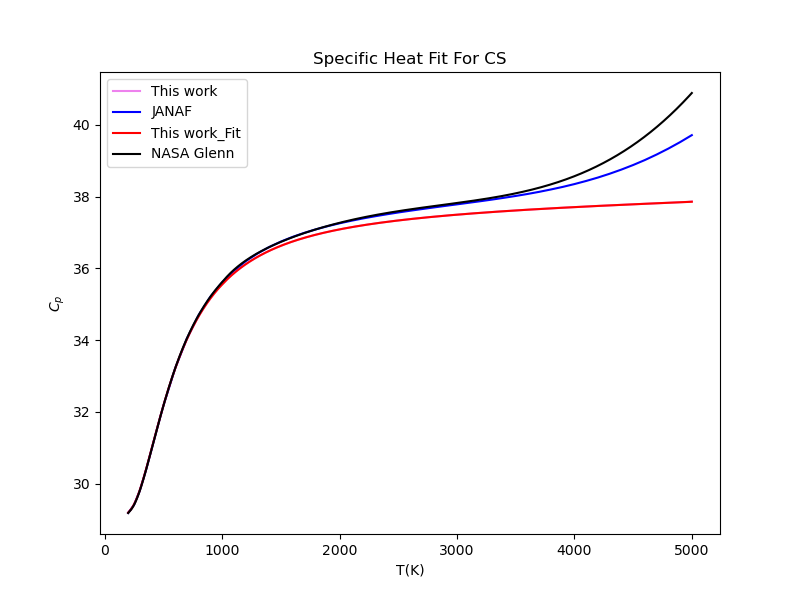 Specific Heat Fit For CS
This work
JANAF
This work_Fit
NASA Glenn
40
38
36
34
32
30
C_p
0 1000 2000 3000 4000 5000
T(K)